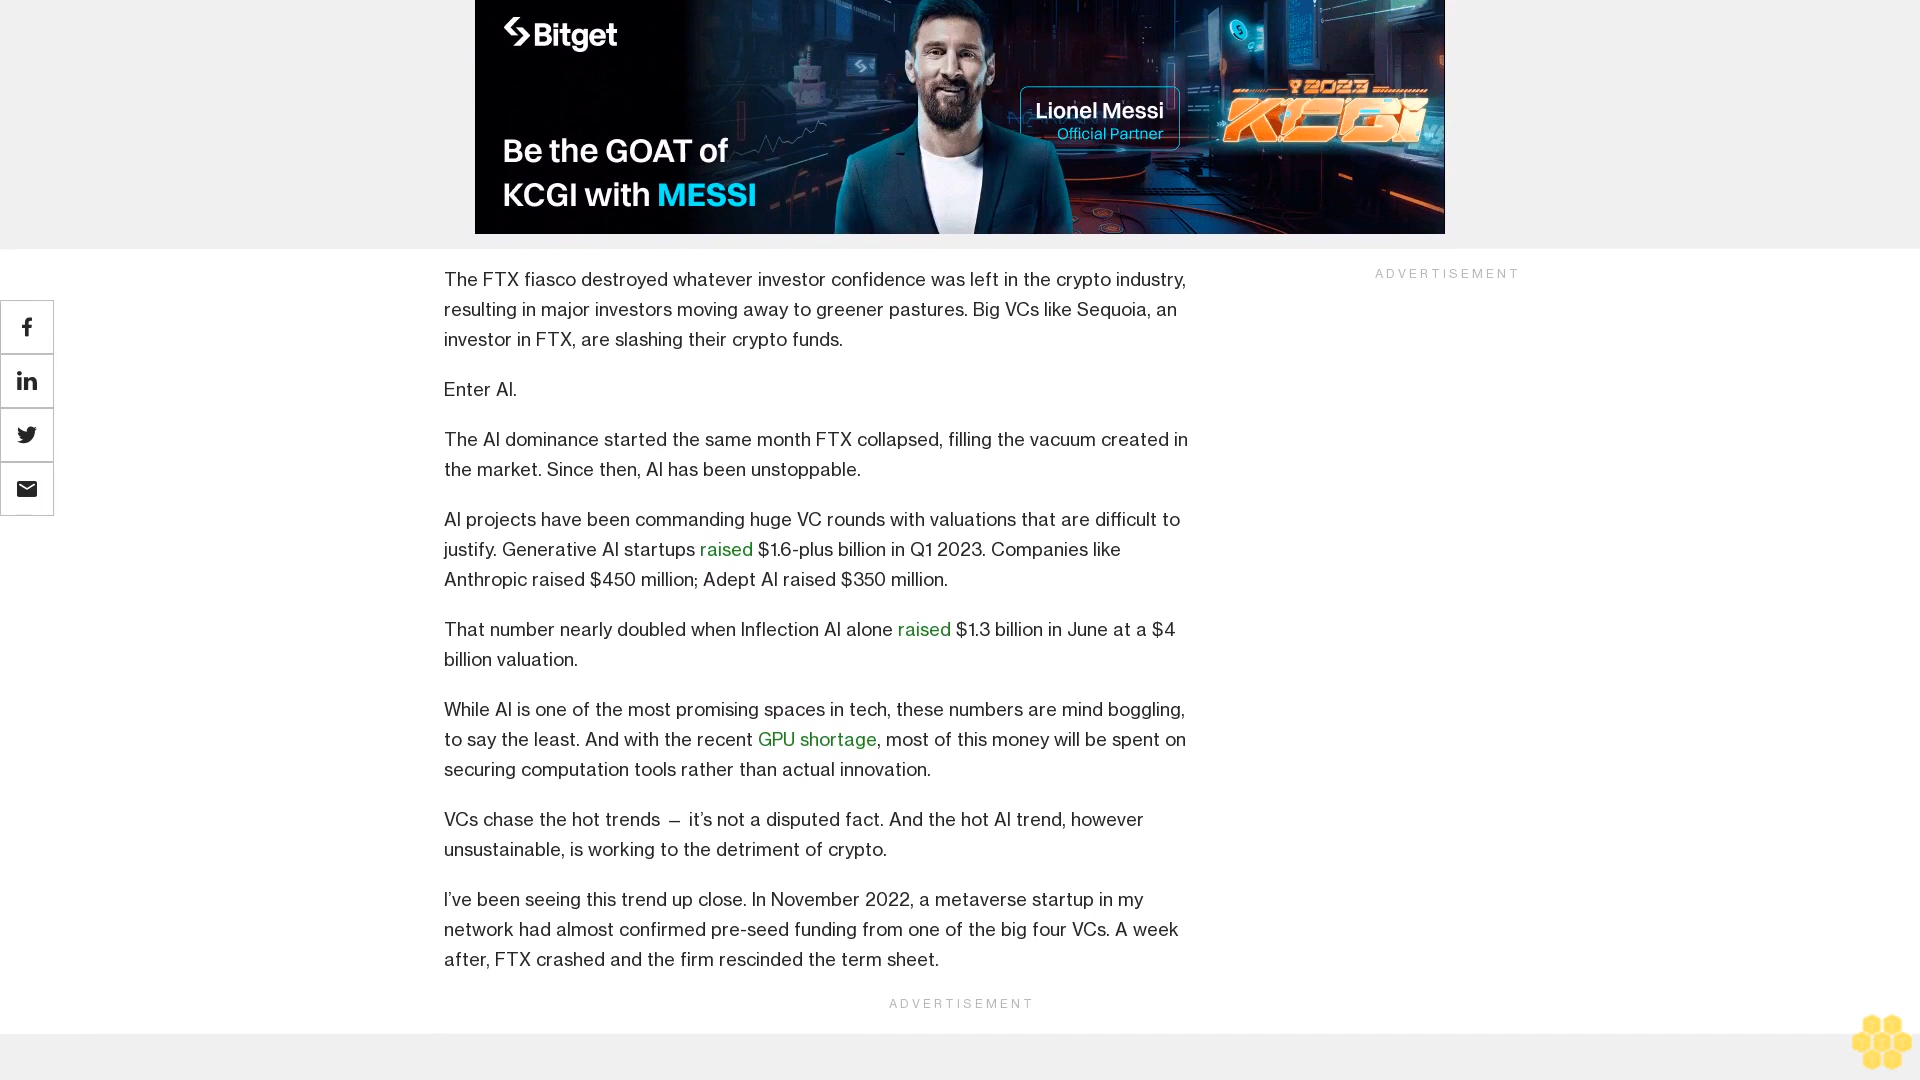 Bitget
Lionel Messi
Official Partner
Y2023
KCGI
Be the GOAT of
KCGI with MESSI
The FTX fiasco destroyed whatever investor confidence was left in the crypto industry,
resulting in major investors moving away to greener pastures. Big VCs like Sequoia, an
investor in FTX, are slashing their crypto funds.
ADVERTISEMENT
Enter AI.
The AI dominance started the same month FTX collapsed, filling the vacuum created in
the market. Since then, AI has been unstoppable.
AI projects have been commanding huge VC rounds with valuations that are difficult to
justify. Generative AI startups raised $1.6-plus billion in Q1 2023. Companies like
Anthropic raised $450 million; Adept AI raised $350 million.
That number nearly doubled when Inflection AI alone raised $1.3 billion in June at a $4
billion valuation.
While AI is one of the most promising spaces in tech, these numbers are mind boggling,
to say the least. And with the recent GPU shortage, most of this money will be spent on
securing computation tools rather than actual innovation.
VCs chase the hot trends — it’s not a disputed fact. And the hot AI trend, however
unsustainable, is working to the detriment of crypto.
I’ve been seeing this trend up close. In November 2022, a metaverse startup in my
network had almost confirmed pre-seed funding from one of the big four VCs. A week
after, FTX crashed and the firm rescinded the term sheet.
ADVERTISEMENT